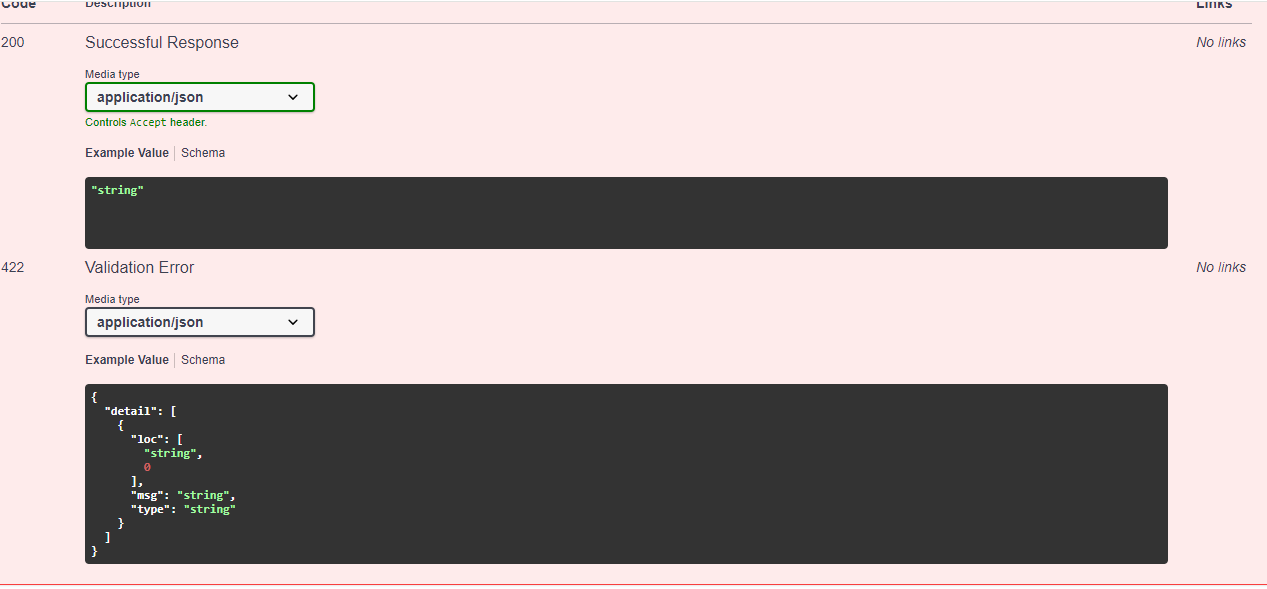 Code Description Links
200 Successful Response No links
Media type
application/json
Controls Accept header.
Example Value Schema
"string"
422 Validation Error No links
Media type
application/json
Example Value Schema
{
"detail": [
{
"loc": [
"string",
0
],
"msg": "string",
"type": "string"
}
]
}